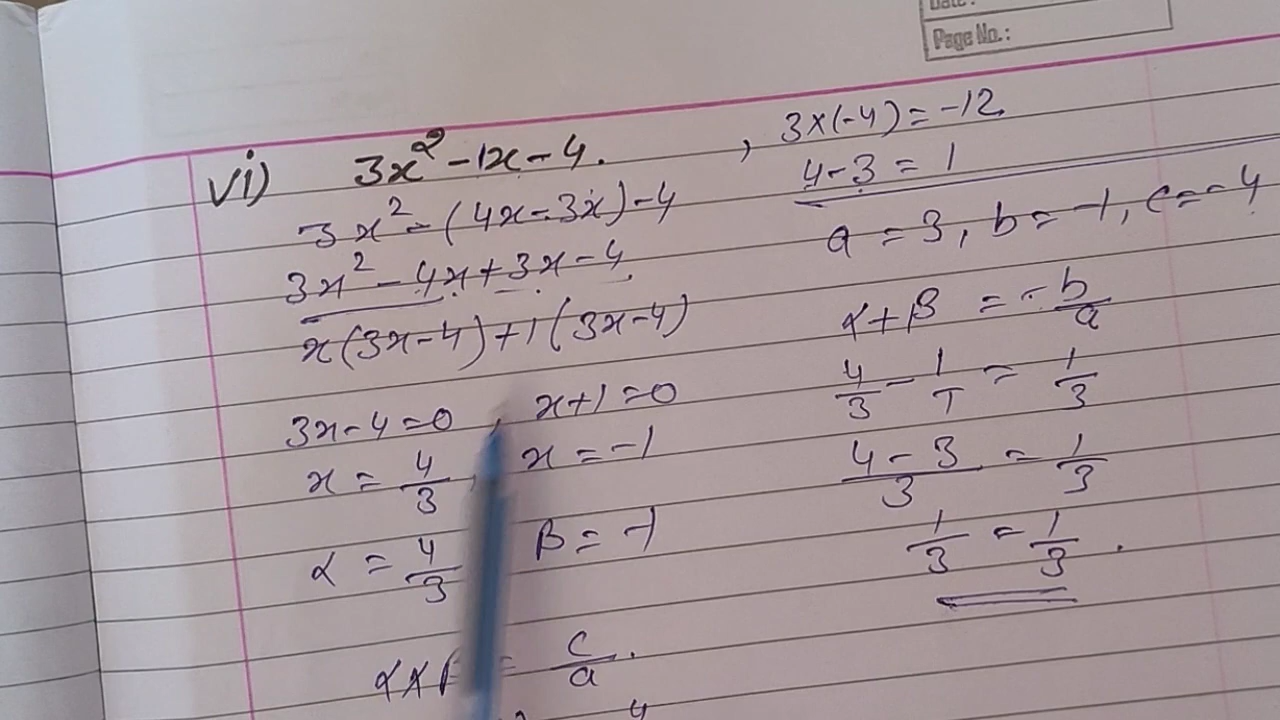 Date :
Page No.:
vi) 3x² - 1x - 4. , 3×(-4) = -12.
3x² - (4x - 3x) - 4
4 - 3 = 1
3x² - 4x + 3x - 4
a = 3, b = -1, c = -4
x(3x-4) + 1(3x-4)
α + β = -b/a
3x - 4 = 0 , x + 1 = 0
4/3 - 1/1 = 1/3
x = 4/3 , x = -1
(4 - 3)/3 = 1/3
α = 4/3 β = -1
1/3 = 1/3 .
α × β = c/a .
4